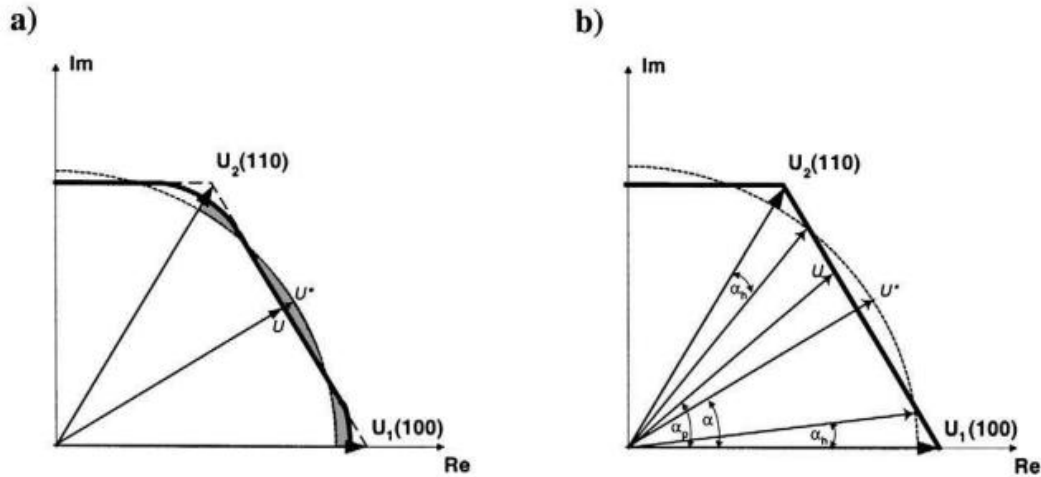 a)
Im
U₂(110)
U*
U
U₁(100)
Re
b)
Im
U₂(110)
αₕ
U
U*
αₚ
α
αₕ
U₁(100)
Re